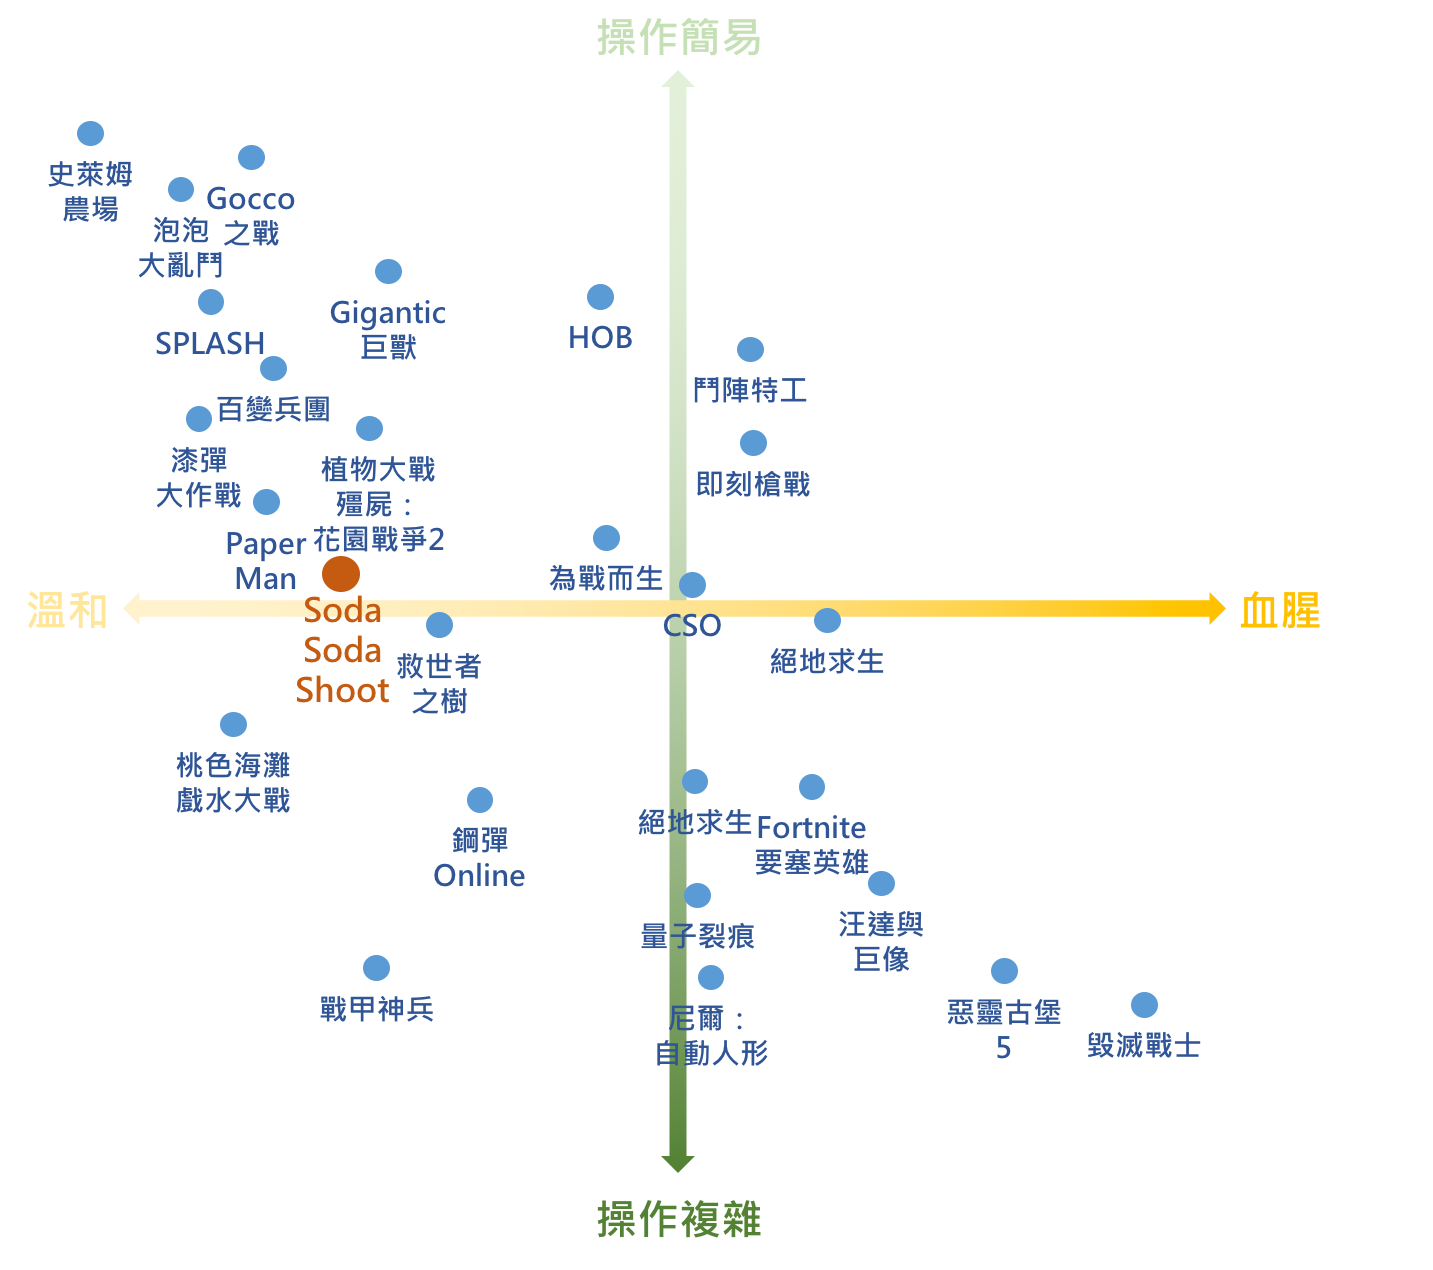 操作簡易
史萊姆
農場
Gocco
之戰
泡泡
大亂鬥
Gigantic
巨獸
SPLASH
HOB
鬥陣特工
百變兵團
漆彈
大作戰
植物大戰
殭屍：
花園戰爭2
即刻槍戰
Paper
Man
為戰而生
溫和
血腥
Soda
Soda
Shoot
CSO
救世者
之樹
絕地求生
桃色海灘
戲水大戰
鋼彈
Online
絕地求生
Fortnite
要塞英雄
量子裂痕
汪達與
巨像
戰甲神兵
尼爾：
自動人形
惡靈古堡
5
毀滅戰士
操作複雜